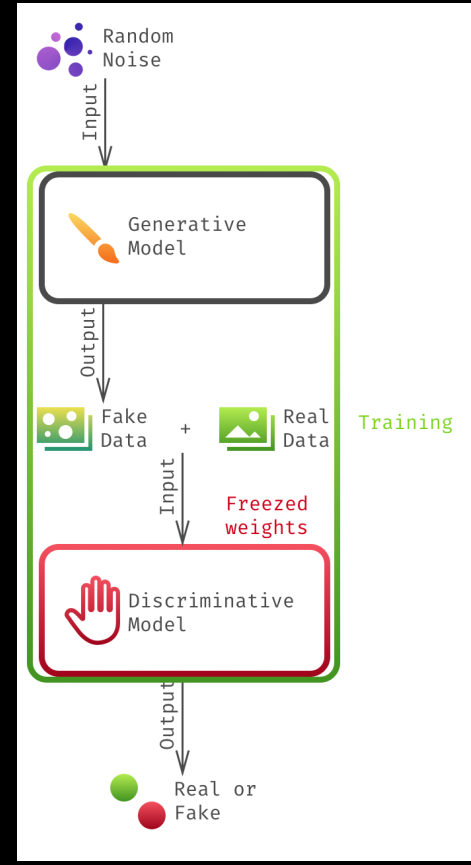 Random
Noise
Input
Generative
Model
Output
Fake
Data
+
Real
Data
Training
Input
Freezed
weights
Discriminative
Model
Output
Real or
Fake